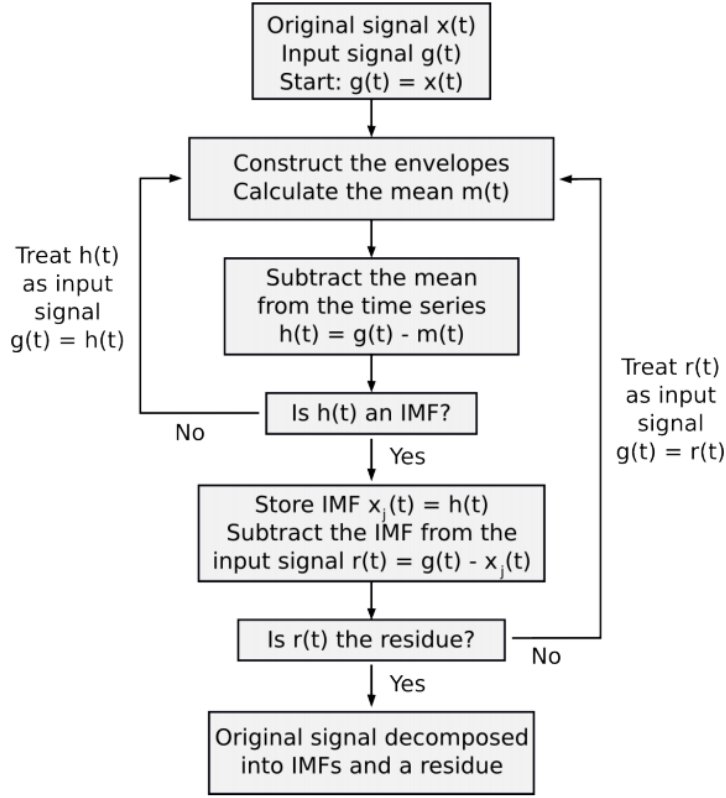 Original signal x(t)
Input signal g(t)
Start: g(t) = x(t)
Construct the envelopes
Calculate the mean m(t)
Treat h(t)
as input
signal
g(t) = h(t)
Subtract the mean
from the time series
h(t) = g(t) - m(t)
Treat r(t)
as input
signal
g(t) = r(t)
Is h(t) an IMF?
No
Yes
Store IMF xⱼ(t) = h(t)
Subtract the IMF from the
input signal r(t) = g(t) - xⱼ(t)
Is r(t) the residue?
No
Yes
Original signal decomposed
into IMFs and a residue